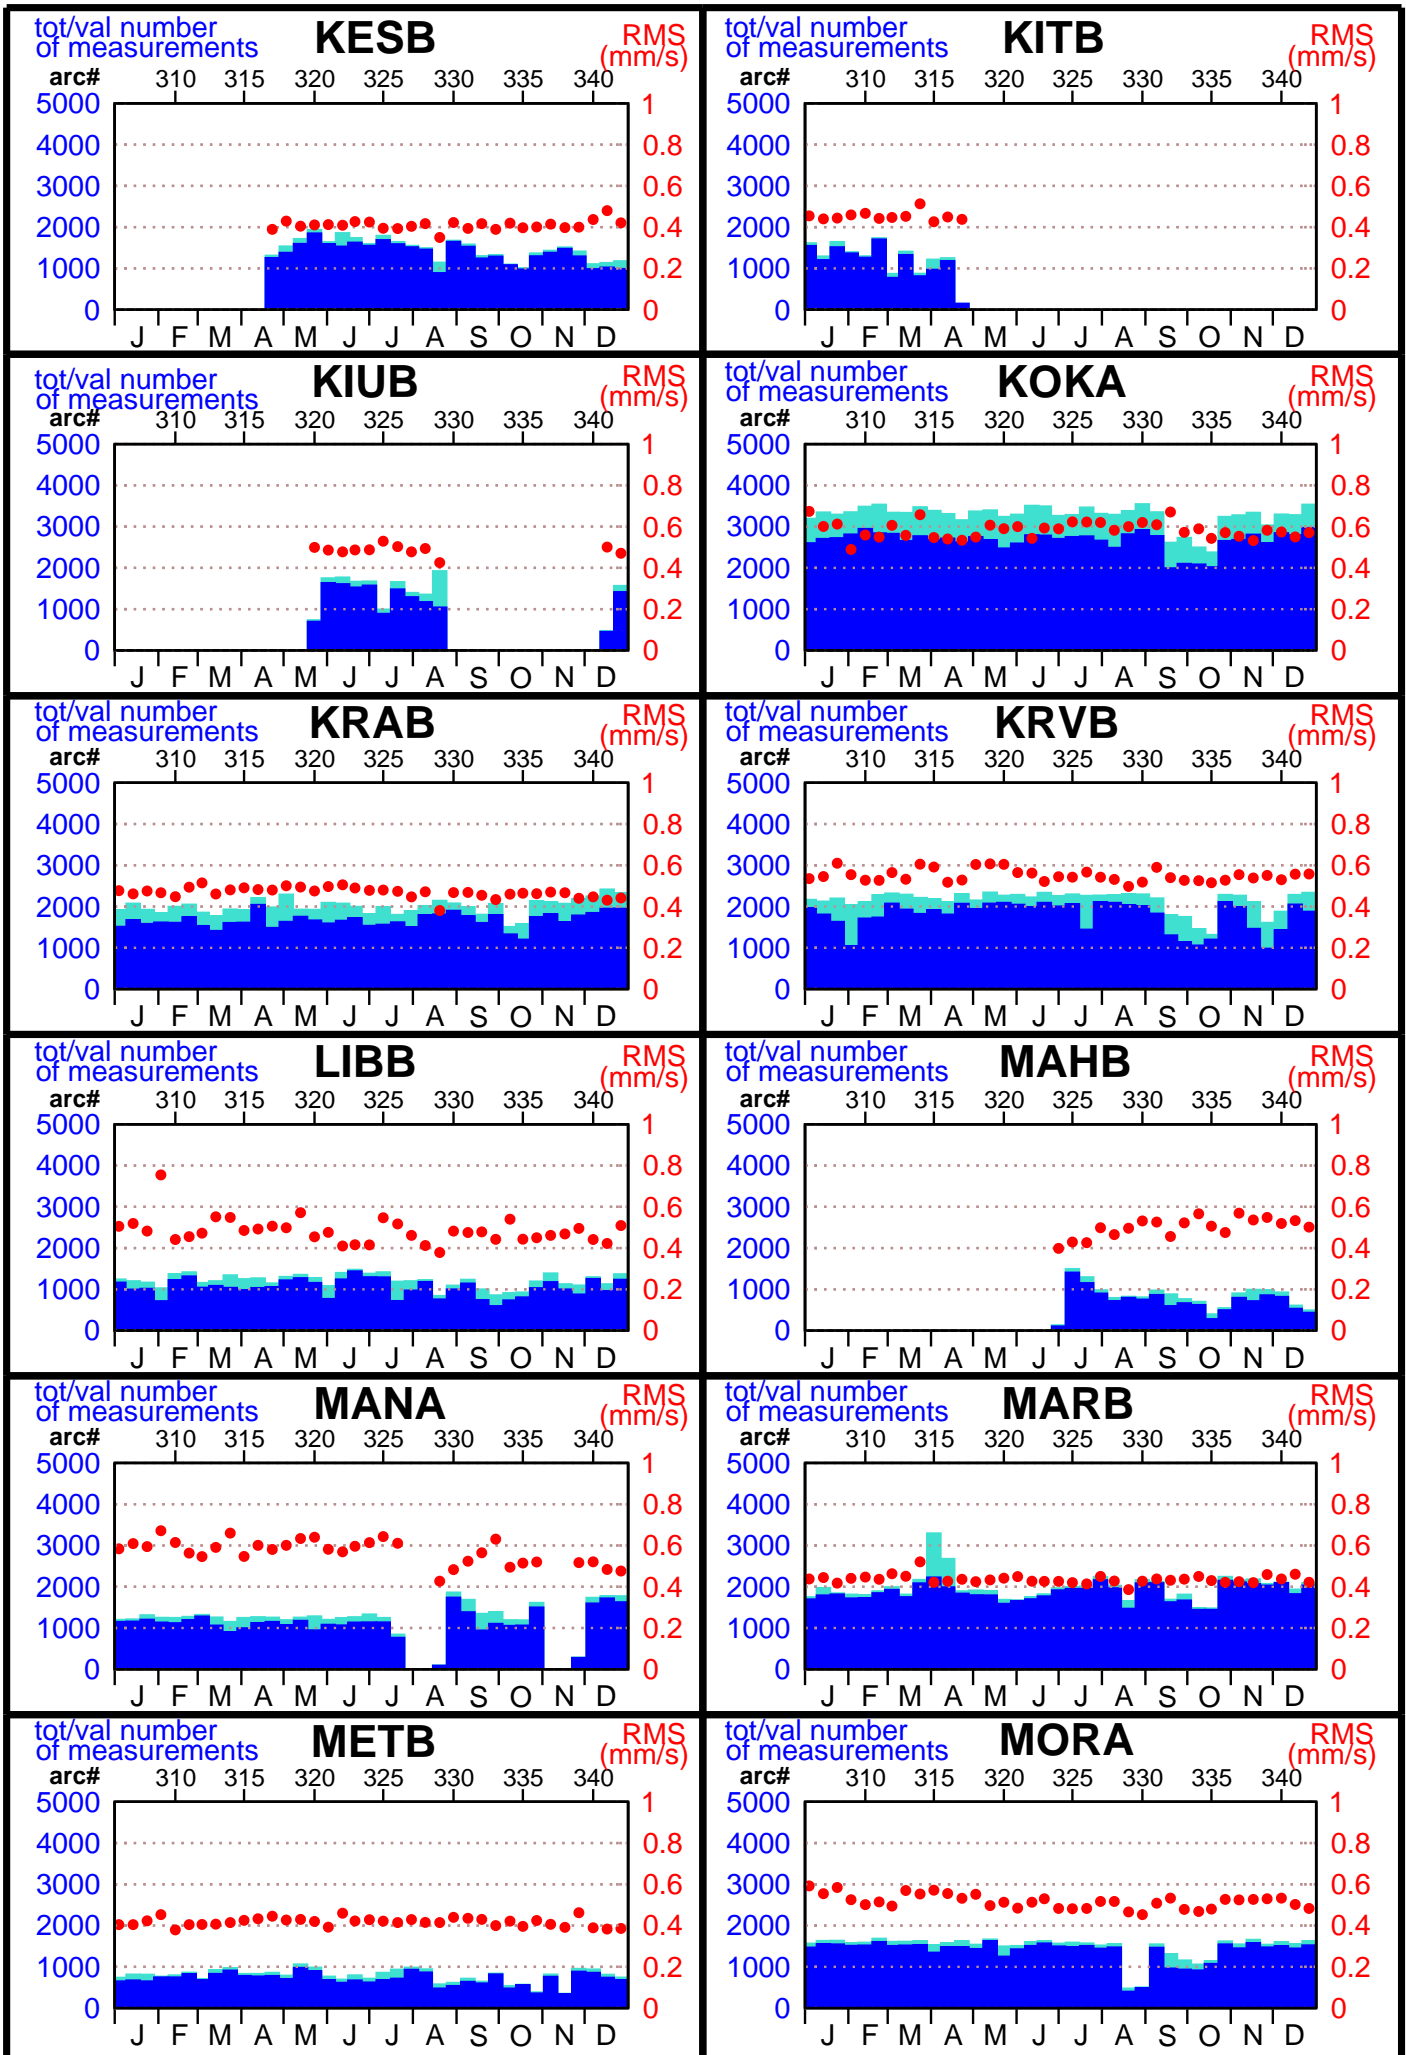 tot/val number of measurements KESB RMS (mm/s)
arc# 310 315 320 325 330 335 340
5000 1
4000 0.8
3000 0.6
2000 0.4
1000 0.2
0 0
J F M A M J J A S O N D
tot/val number of measurements KITB RMS (mm/s)
arc# 310 315 320 325 330 335 340
5000 1
4000 0.8
3000 0.6
2000 0.4
1000 0.2
0 0
J F M A M J J A S O N D
tot/val number of measurements KIUB RMS (mm/s)
arc# 310 315 320 325 330 335 340
5000 1
4000 0.8
3000 0.6
2000 0.4
1000 0.2
0 0
J F M A M J J A S O N D
tot/val number of measurements KOKA RMS (mm/s)
arc# 310 315 320 325 330 335 340
5000 1
4000 0.8
3000 0.6
2000 0.4
1000 0.2
0 0
J F M A M J J A S O N D
tot/val number of measurements KRAB RMS (mm/s)
arc# 310 315 320 325 330 335 340
5000 1
4000 0.8
3000 0.6
2000 0.4
1000 0.2
0 0
J F M A M J J A S O N D
tot/val number of measurements KRVB RMS (mm/s)
arc# 310 315 320 325 330 335 340
5000 1
4000 0.8
3000 0.6
2000 0.4
1000 0.2
0 0
J F M A M J J A S O N D
tot/val number of measurements LIBB RMS (mm/s)
arc# 310 315 320 325 330 335 340
5000 1
4000 0.8
3000 0.6
2000 0.4
1000 0.2
0 0
J F M A M J J A S O N D
tot/val number of measurements MAHB RMS (mm/s)
arc# 310 315 320 325 330 335 340
5000 1
4000 0.8
3000 0.6
2000 0.4
1000 0.2
0 0
J F M A M J J A S O N D
tot/val number of measurements MANA RMS (mm/s)
arc# 310 315 320 325 330 335 340
5000 1
4000 0.8
3000 0.6
2000 0.4
1000 0.2
0 0
J F M A M J J A S O N D
tot/val number of measurements MARB RMS (mm/s)
arc# 310 315 320 325 330 335 340
5000 1
4000 0.8
3000 0.6
2000 0.4
1000 0.2
0 0
J F M A M J J A S O N D
tot/val number of measurements METB RMS (mm/s)
arc# 310 315 320 325 330 335 340
5000 1
4000 0.8
3000 0.6
2000 0.4
1000 0.2
0 0
J F M A M J J A S O N D
tot/val number of measurements MORA RMS (mm/s)
arc# 310 315 320 325 330 335 340
5000 1
4000 0.8
3000 0.6
2000 0.4
1000 0.2
0 0
J F M A M J J A S O N D